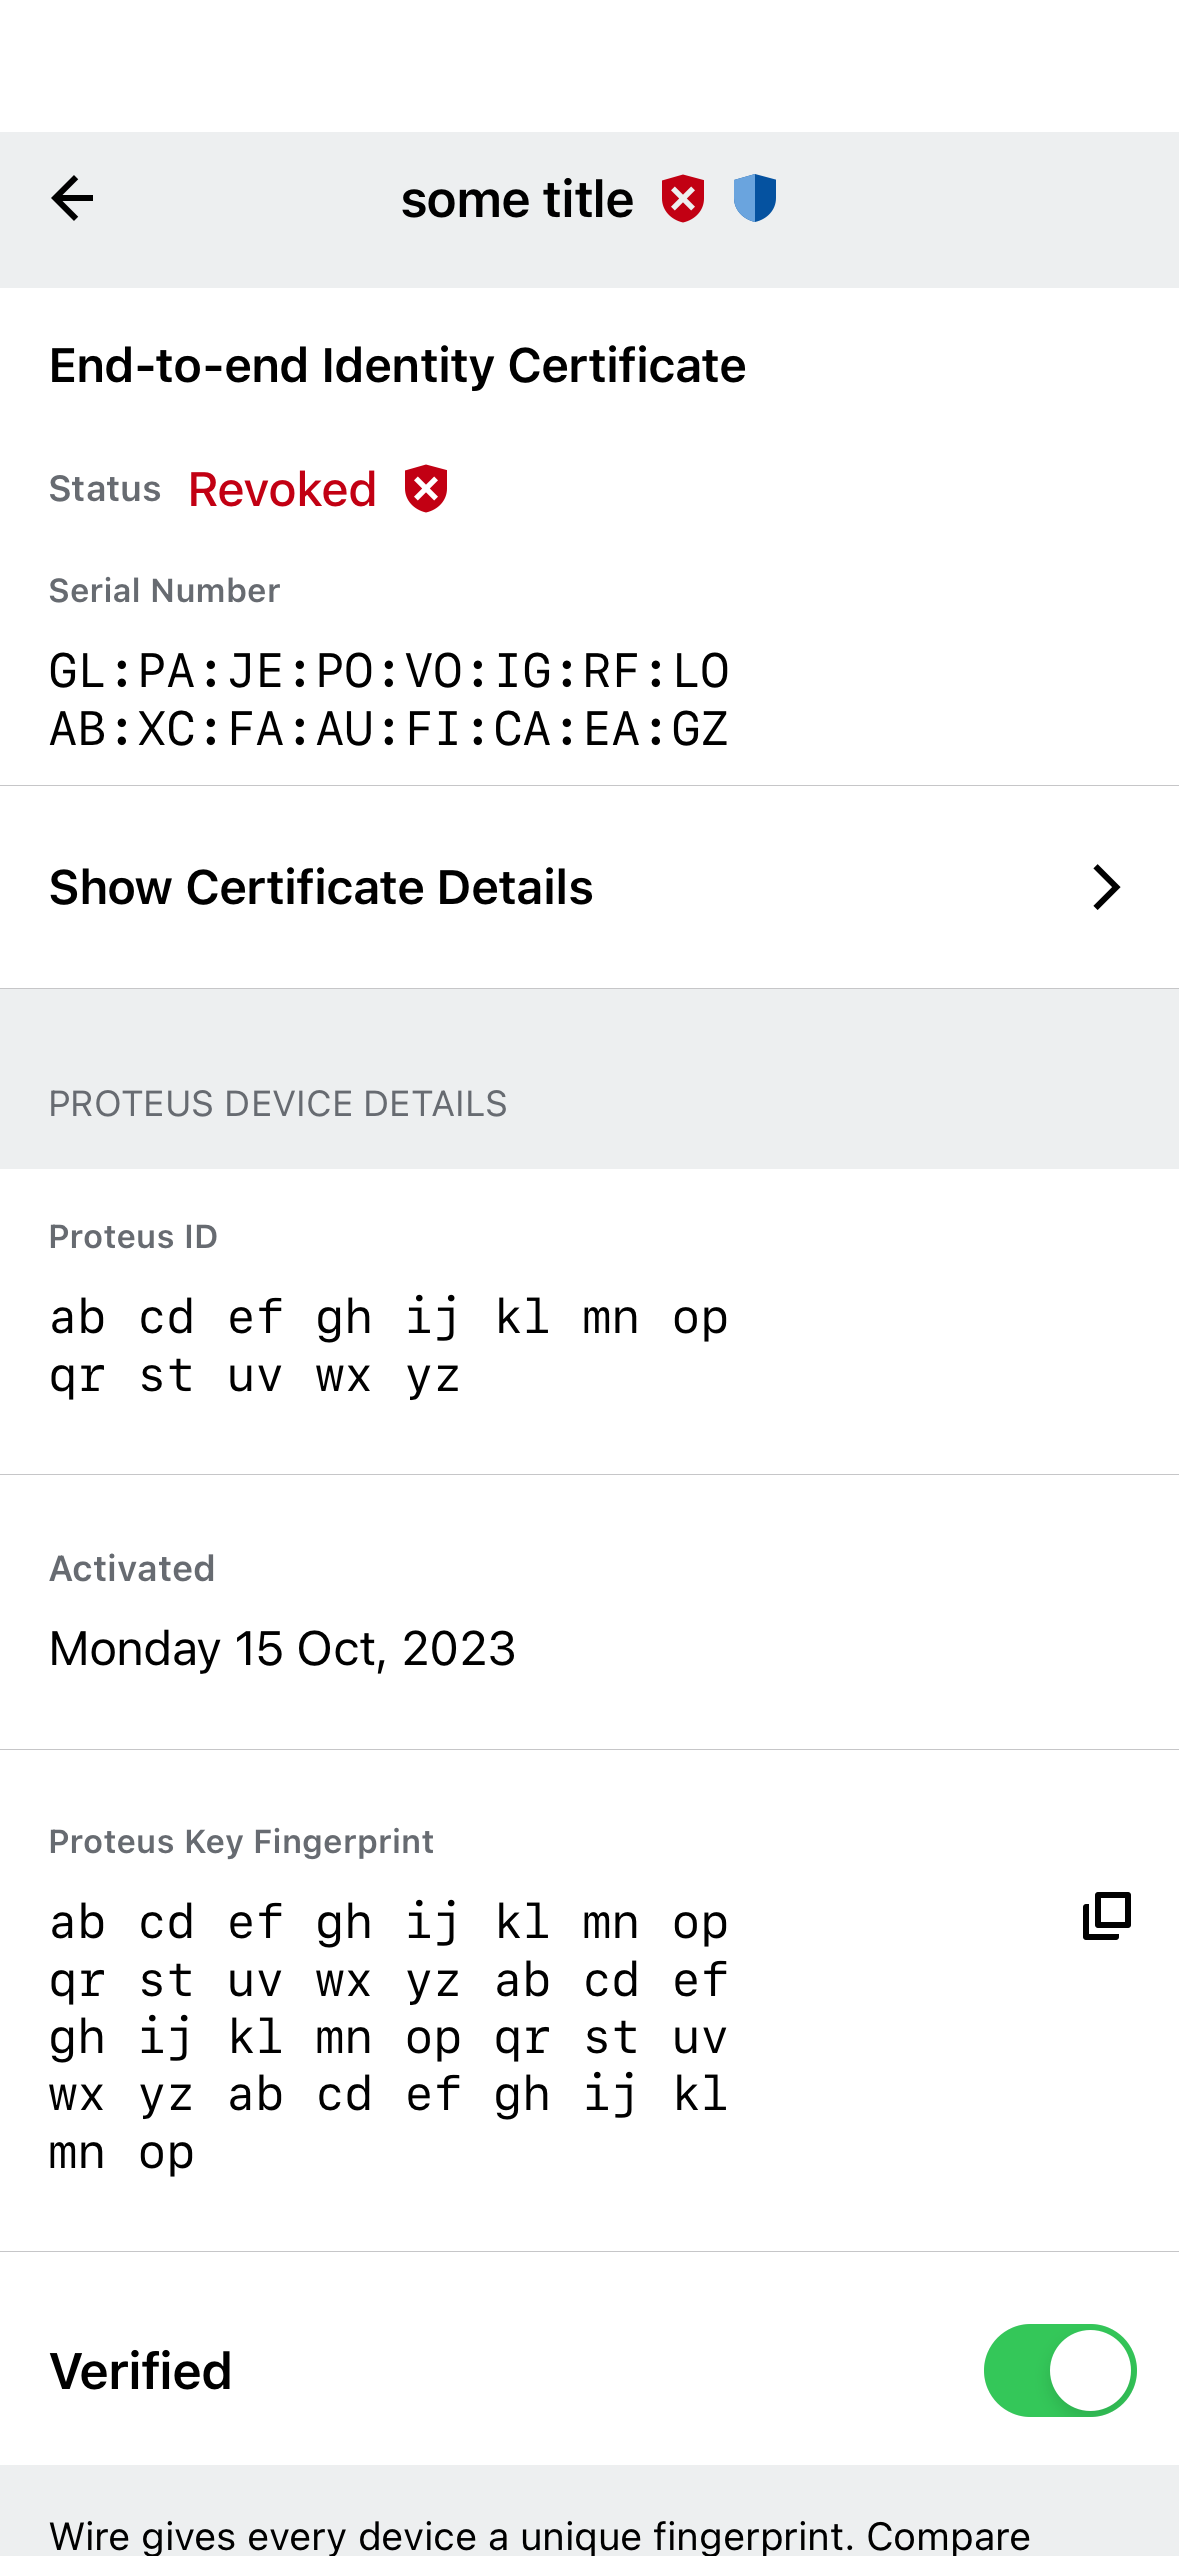 some title
End-to-end Identity Certificate
Status Revoked
Serial Number
GL:PA:JE:PO:VO:IG:RF:LO
AB:XC:FA:AU:FI:CA:EA:GZ
Show Certificate Details
PROTEUS DEVICE DETAILS
Proteus ID
ab cd ef gh ij kl mn op
qr st uv wx yz
Activated
Monday 15 Oct, 2023
Proteus Key Fingerprint
ab cd ef gh ij kl mn op
qr st uv wx yz ab cd ef
gh ij kl mn op qr st uv
wx yz ab cd ef gh ij kl
mn op
Verified
Wire gives every device a unique fingerprint. Compare